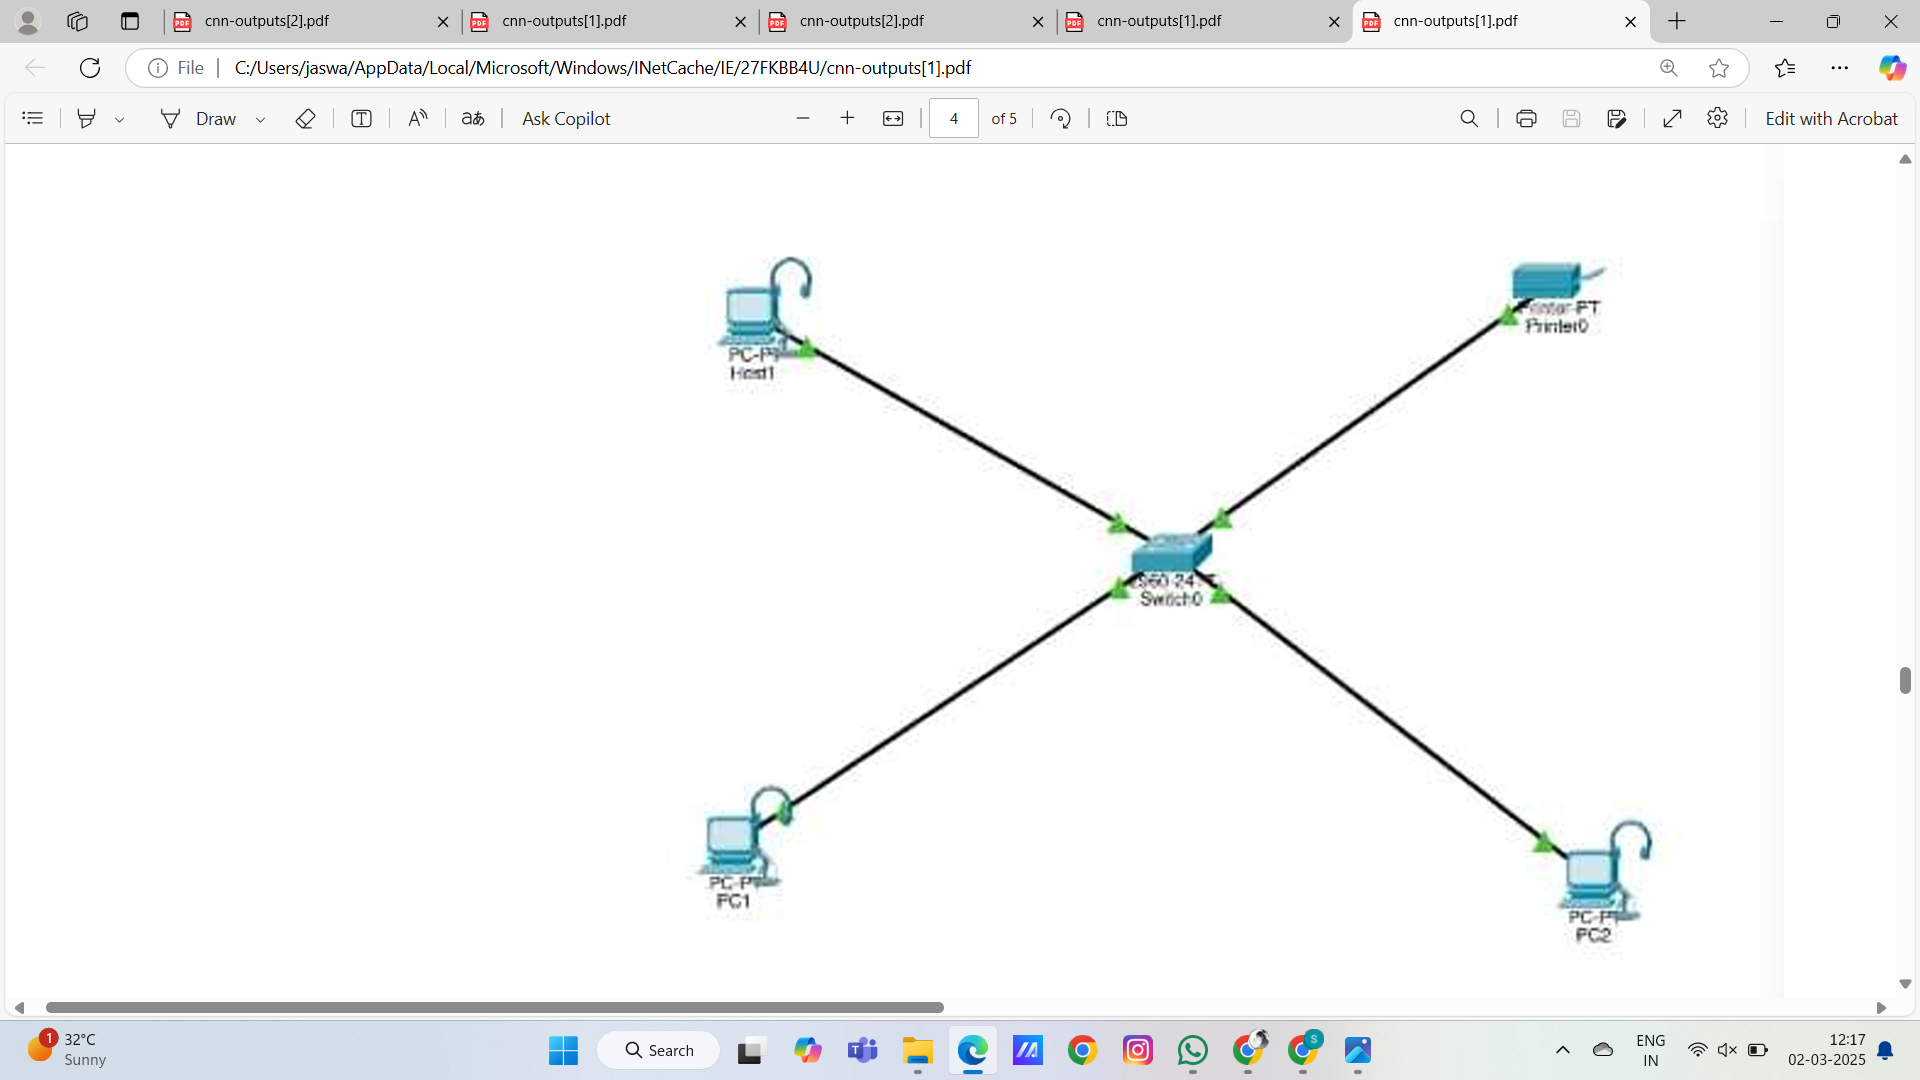 cnn-outputs[2].pdf
cnn-outputs[1].pdf
cnn-outputs[2].pdf
cnn-outputs[1].pdf
cnn-outputs[1].pdf
File
C:/Users/jaswa/AppData/Local/Microsoft/Windows/INetCache/IE/27FKBB4U/cnn-outputs[1].pdf
Draw
Ask Copilot
4 of 5
Edit with Acrobat
PC-PT
Host1
Printer-PT
Printer0
Switch0
PC-PT
PC1
PC-PT
PC2
1
32°C
Sunny
Search
S
ENG
IN
12:17
02-03-2025